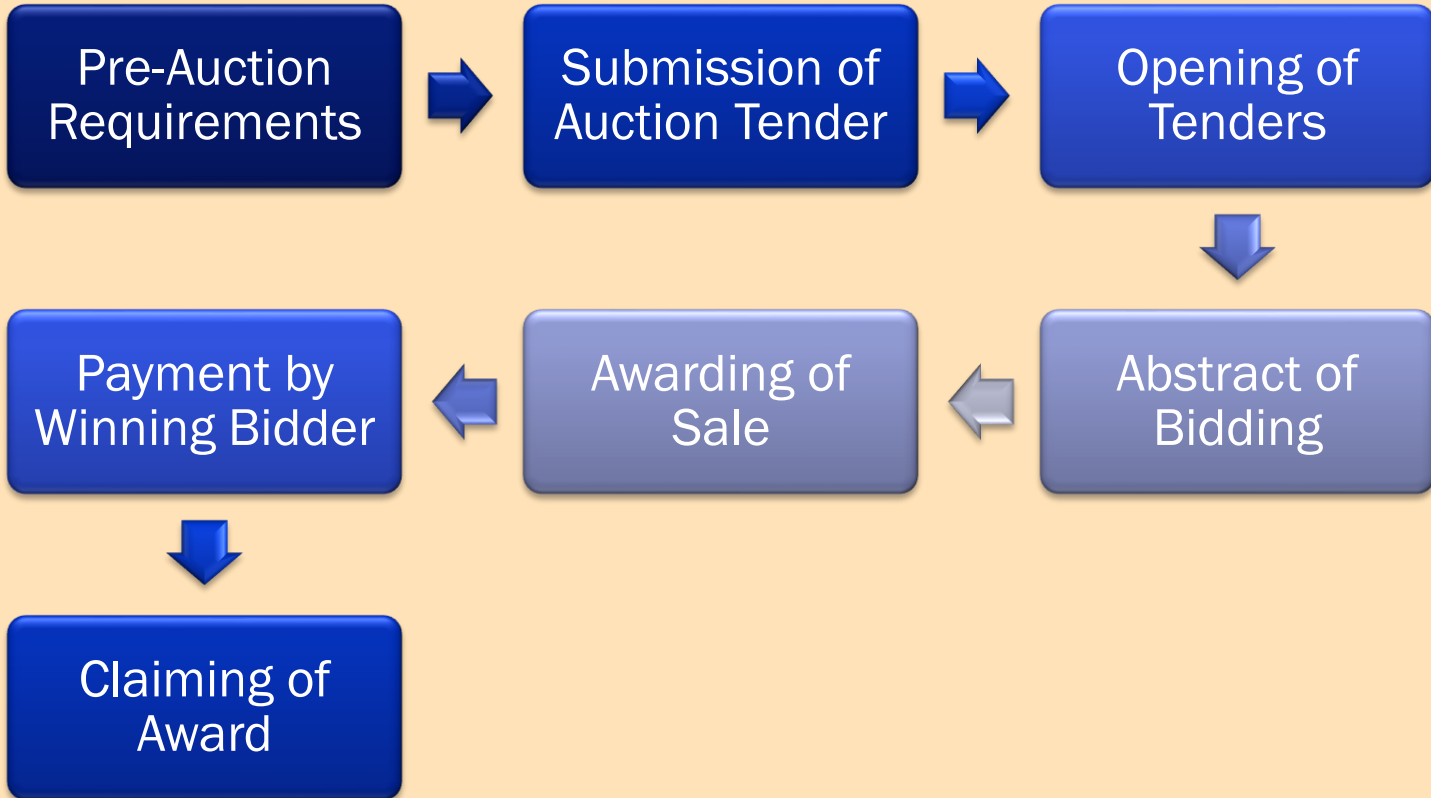 Pre-Auction
Requirements
Submission of
Auction Tender
Opening of
Tenders
Abstract of
Bidding
Awarding of
Sale
Payment by
Winning Bidder
Claiming of
Award